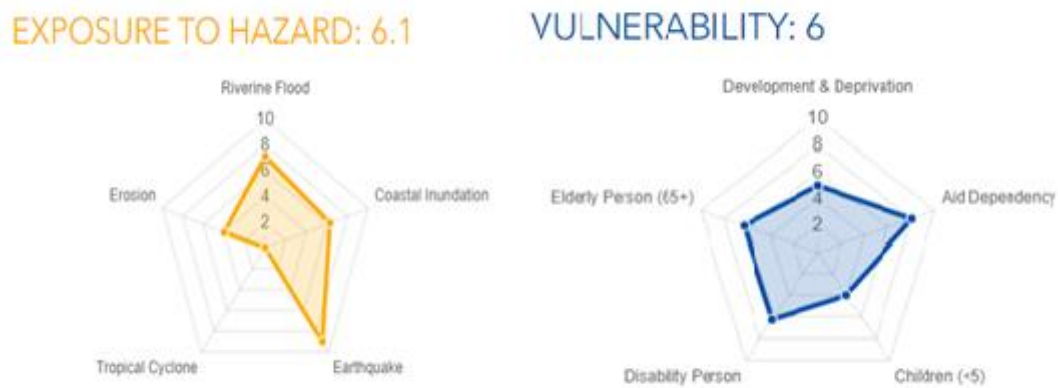 EXPOSURE TO HAZARD: 6.1
Riverine Flood
10
8
6
4
2
Erosion
Coastal Inundation
Tropical Cyclone
Earthquake
VULNERABILITY: 6
Development & Deprivation
10
8
6
4
2
Elderly Person (65+)
Aid Dependency
Disability Person
Children (<5)